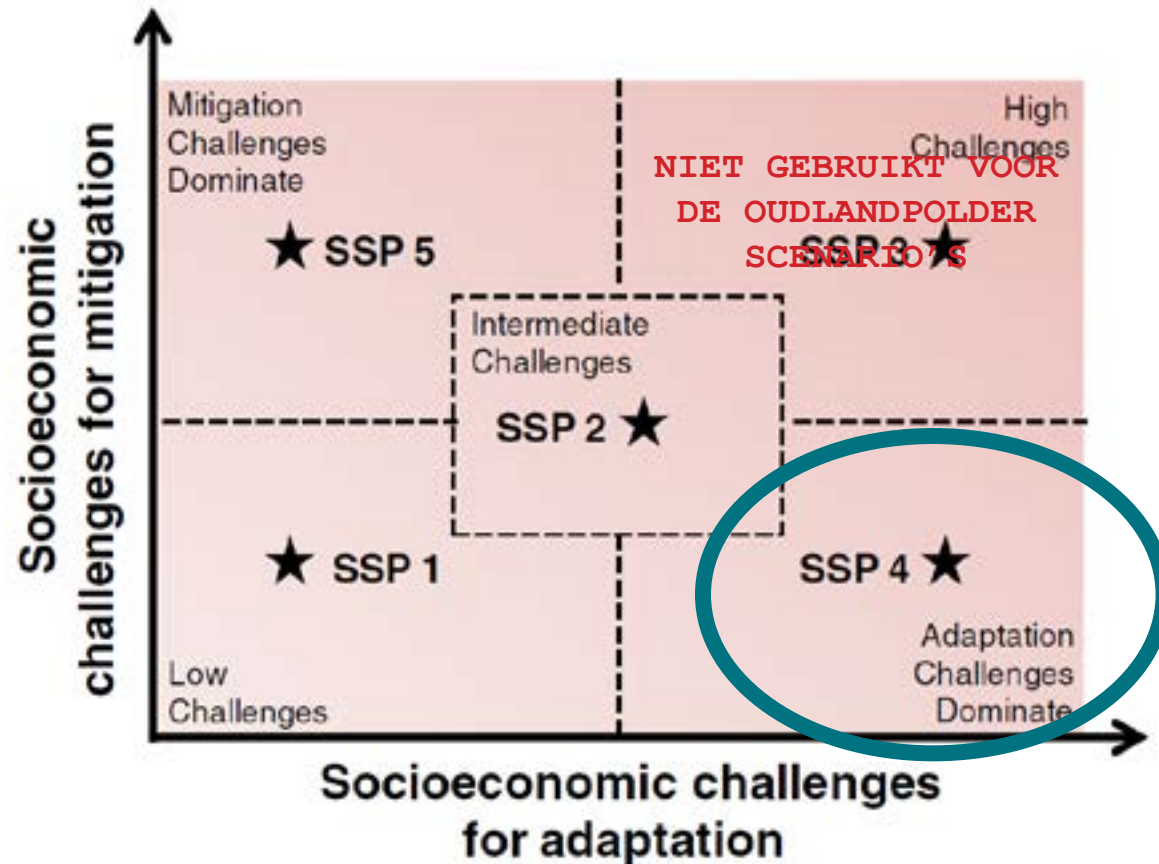 Socioeconomic
challenges for mitigation
Mitigation
Challenges
Dominate
High
Challenges
NIET GEBRUIKT VOOR
DE OUDLANDPOLDER
SCENARIO'S
SSP 5
SSP 3
Intermediate
Challenges
SSP 2
SSP 1
SSP 4
Low
Challenges
Adaptation
Challenges
Dominate
Socioeconomic challenges
for adaptation